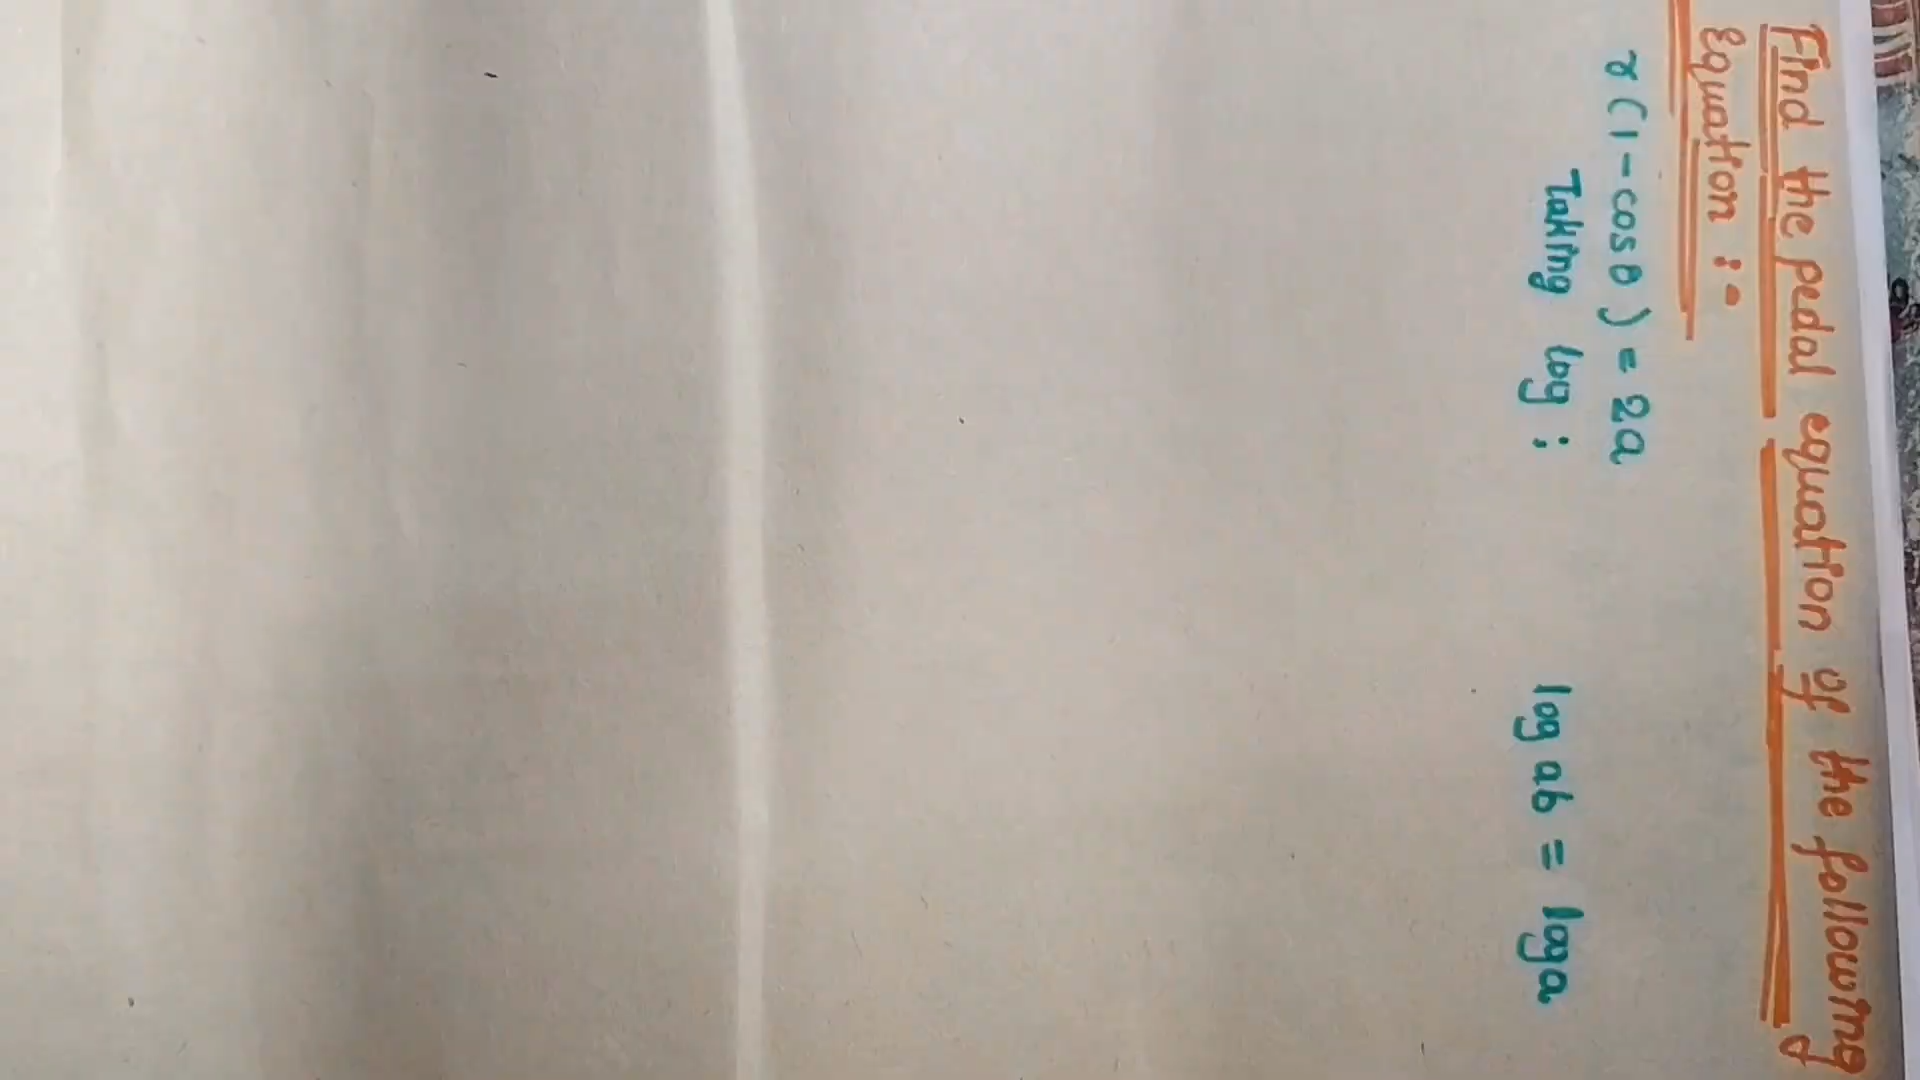 Find the pedal equation of the following
Equation :-
r(1-cosθ) = 2a
Taking log :
log ab = loga